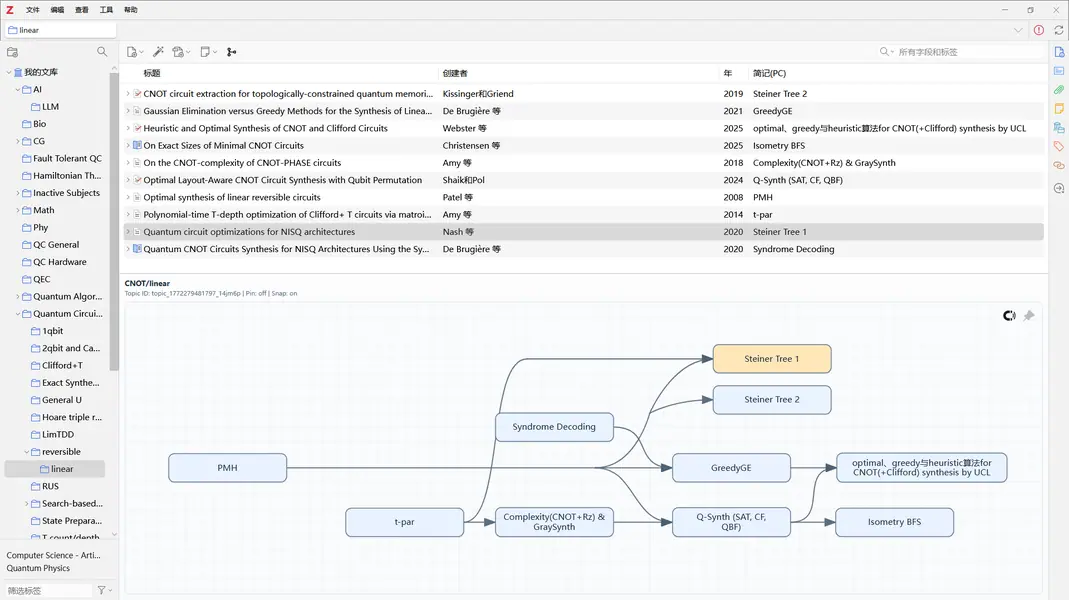 Z 文件 编辑 查看 工具 帮助
linear
所有字段和标签
我的文库
AI
LLM
Bio
CG
Fault Tolerant QC
Hamiltonian Th...
Inactive Subjects
Math
Phy
QC General
QC Hardware
QEC
Quantum Algor...
Quantum Circui...
1qbit
2qbit and Ca...
Clifford+T
Exact Synthe...
General U
Hoare triple r...
LimTDD
reversible
linear
RUS
Search-based...
State Prepara...
T count/depth
Computer Science - Arti...
Quantum Physics
筛选标签
标题 创建者 年 简记(PC)
CNOT circuit extraction for topologically-constrained quantum memori... Kissinger和Griend 2019 Steiner Tree 2
Gaussian Elimination versus Greedy Methods for the Synthesis of Linea... De Brugière 等 2021 GreedyGE
Heuristic and Optimal Synthesis of CNOT and Clifford Circuits Webster 等 2025 optimal、greedy与heuristic算法for CNOT(+Clifford) synthesis by UCL
On Exact Sizes of Minimal CNOT Circuits Christensen 等 2025 Isometry BFS
On the CNOT-complexity of CNOT-PHASE circuits Amy 等 2018 Complexity(CNOT+Rz) & GraySynth
Optimal Layout-Aware CNOT Circuit Synthesis with Qubit Permutation Shaik和Pol 2024 Q-Synth (SAT, CF, QBF)
Optimal synthesis of linear reversible circuits Patel 等 2008 PMH
Polynomial-time T-depth optimization of Clifford+ T circuits via matroi... Amy 等 2014 t-par
Quantum circuit optimizations for NISQ architectures Nash 等 2020 Steiner Tree 1
Quantum CNOT Circuits Synthesis for NISQ Architectures Using the Sy... De Brugière 等 2020 Syndrome Decoding
CNOT/linear
Topic ID: topic_1772279481797_14jm6p | Pin: off | Snap: on
Steiner Tree 1
Steiner Tree 2
Syndrome Decoding
PMH
GreedyGE
optimal、greedy与heuristic算法for
CNOT(+Clifford) synthesis by UCL
t-par
Complexity(CNOT+Rz) &
GraySynth
Q-Synth (SAT, CF,
QBF)
Isometry BFS